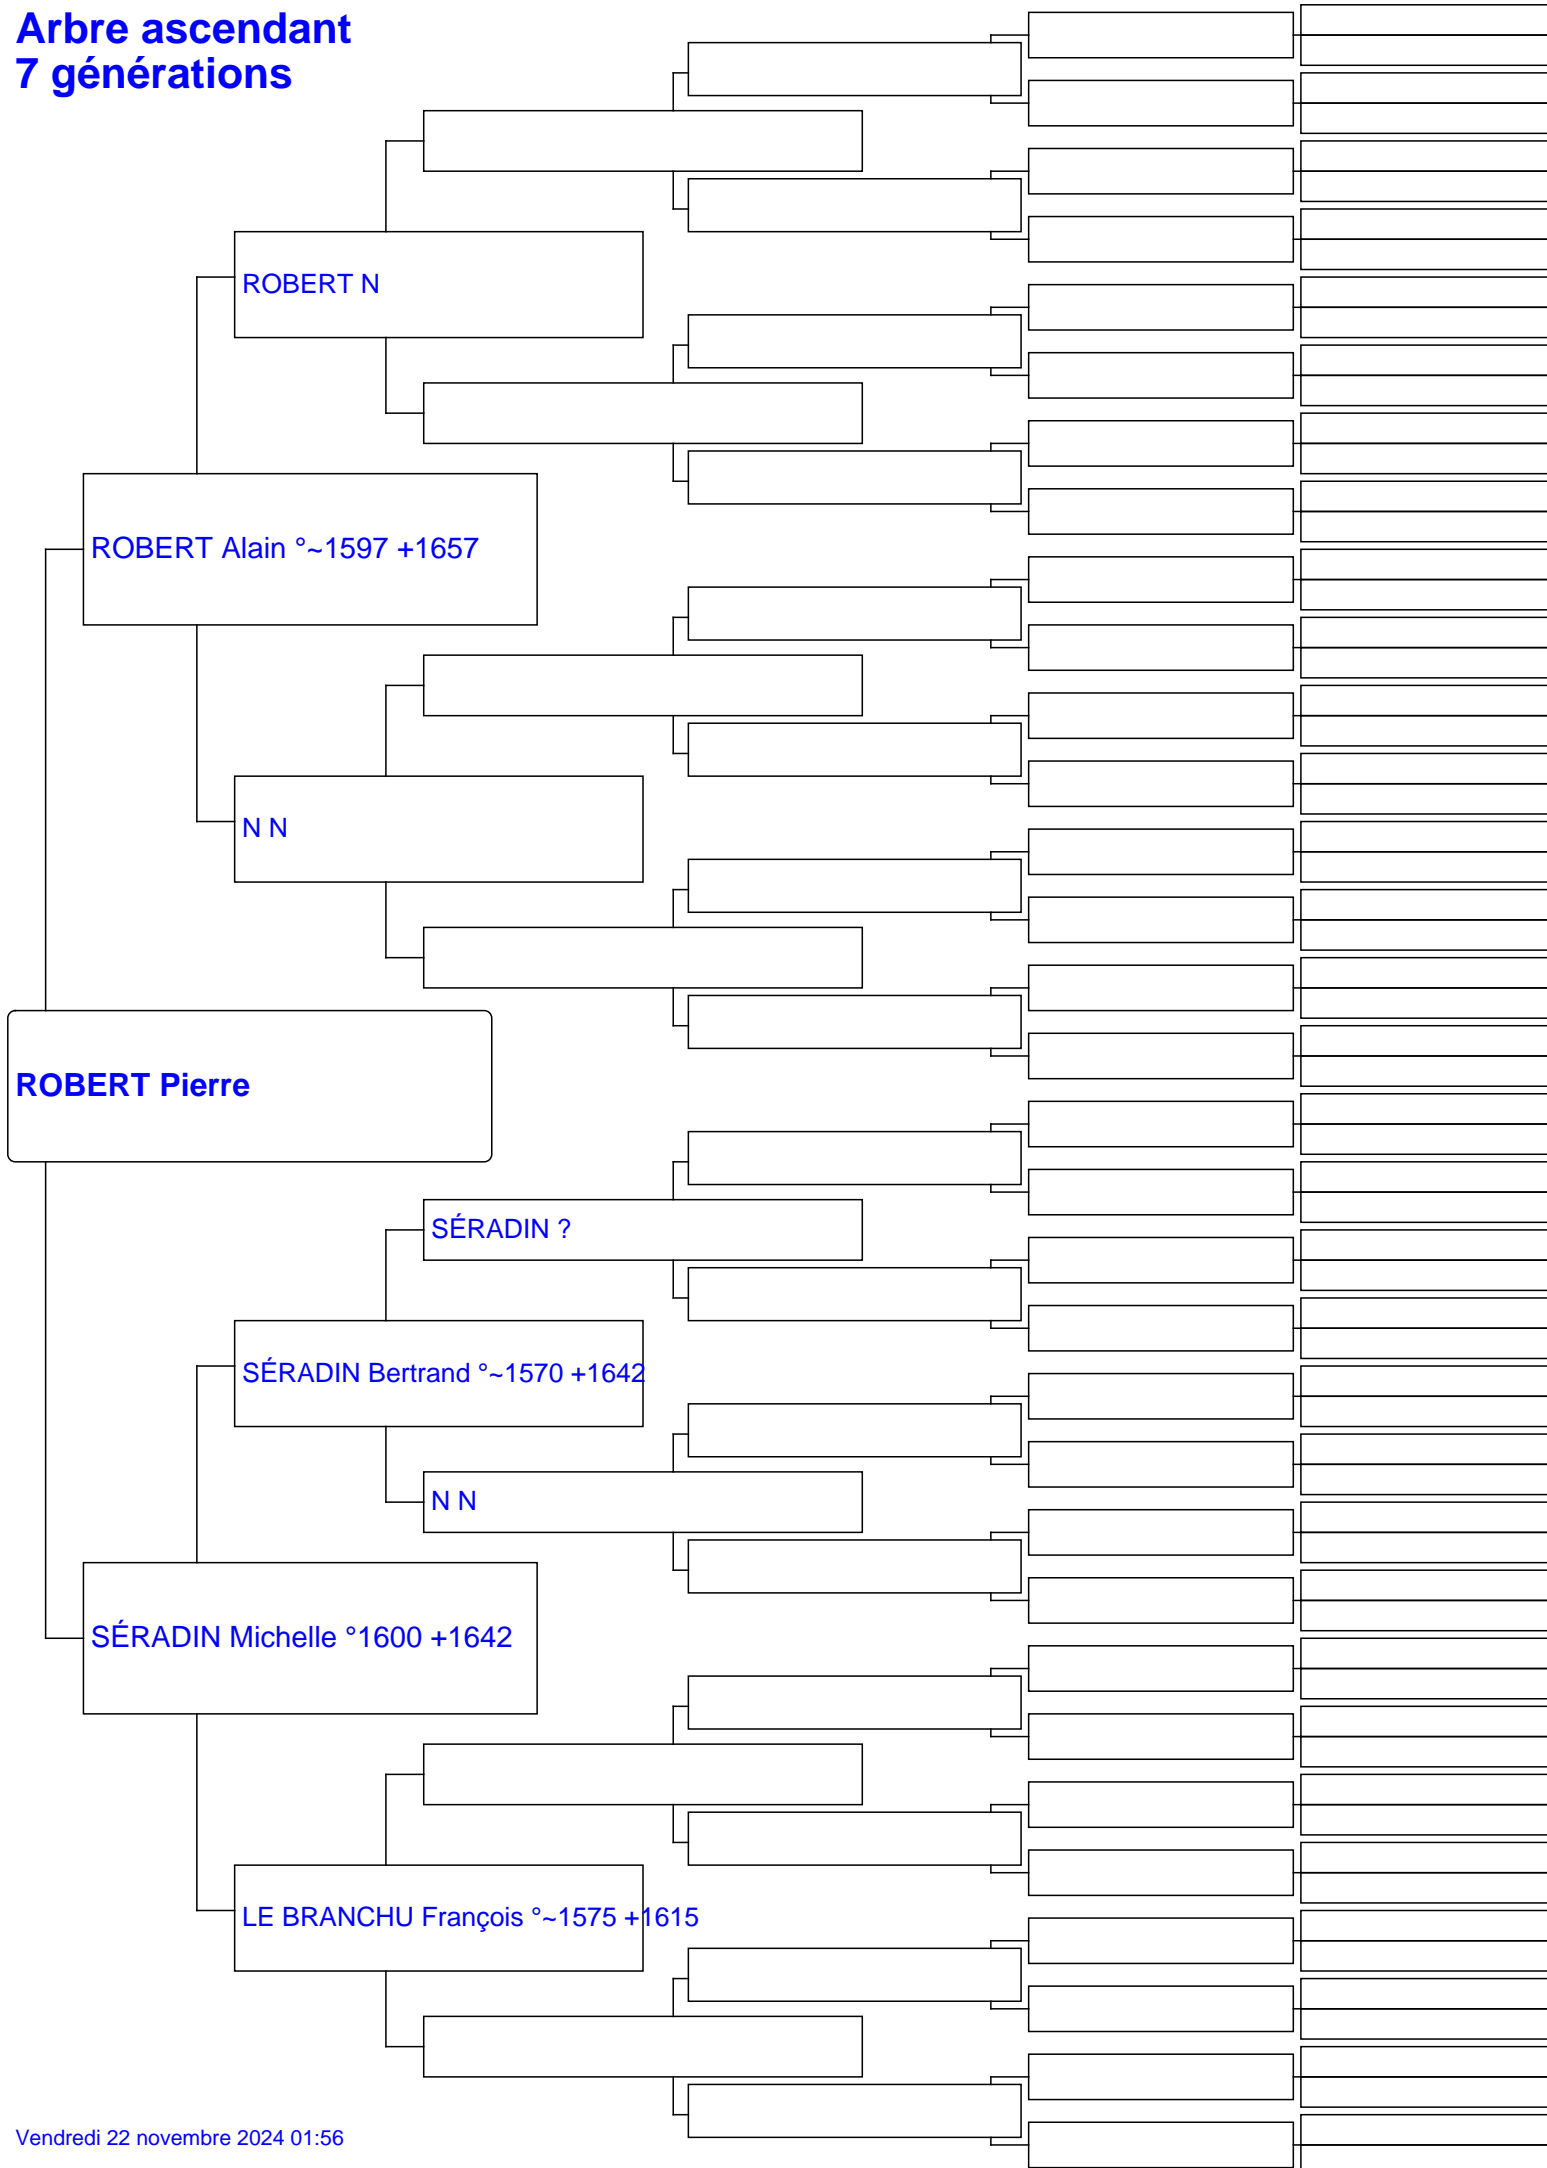 Arbre ascendant
7 générations
ROBERT N
ROBERT Alain °~1597 +1657
N N
ROBERT Pierre
SÉRADIN ?
SÉRADIN Bertrand °~1570 +1642
N N
SÉRADIN Michelle °1600 +1642
LE BRANCHU François °~1575 +1615
Vendredi 22 novembre 2024 01:56